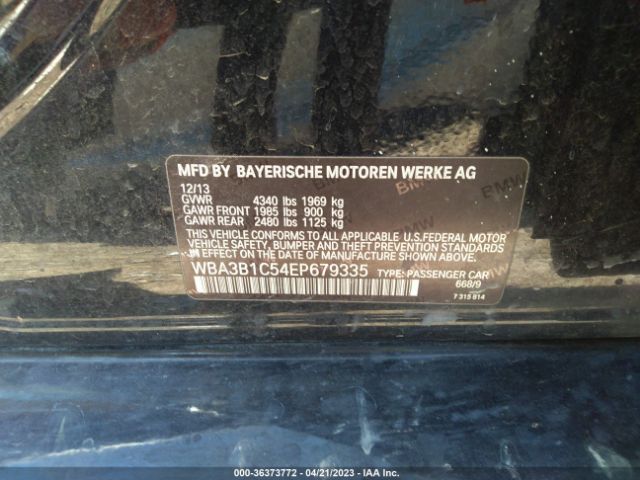 MFD BY BAYERISCHE MOTOREN WERKE AG
12/13
GVWR 4340 lbs 1969 kg
GAWR FRONT 1985 lbs 900 kg
GAWR REAR 2480 lbs 1125 kg
THIS VEHICLE CONFORMS TO ALL APPLICABLE U.S.FEDERAL MOTOR
VEHICLE SAFETY, BUMPER AND THEFT PREVENTION STANDARDS
IN EFFECT ON THE DATE OF MANUFACTURE SHOWN ABOVE.
WBA3B1C54EP679335 TYPE: PASSENGER CAR
668/9
7 315 814
BMW
BMW
000-36373772 - 04/21/2023 - IAA Inc.